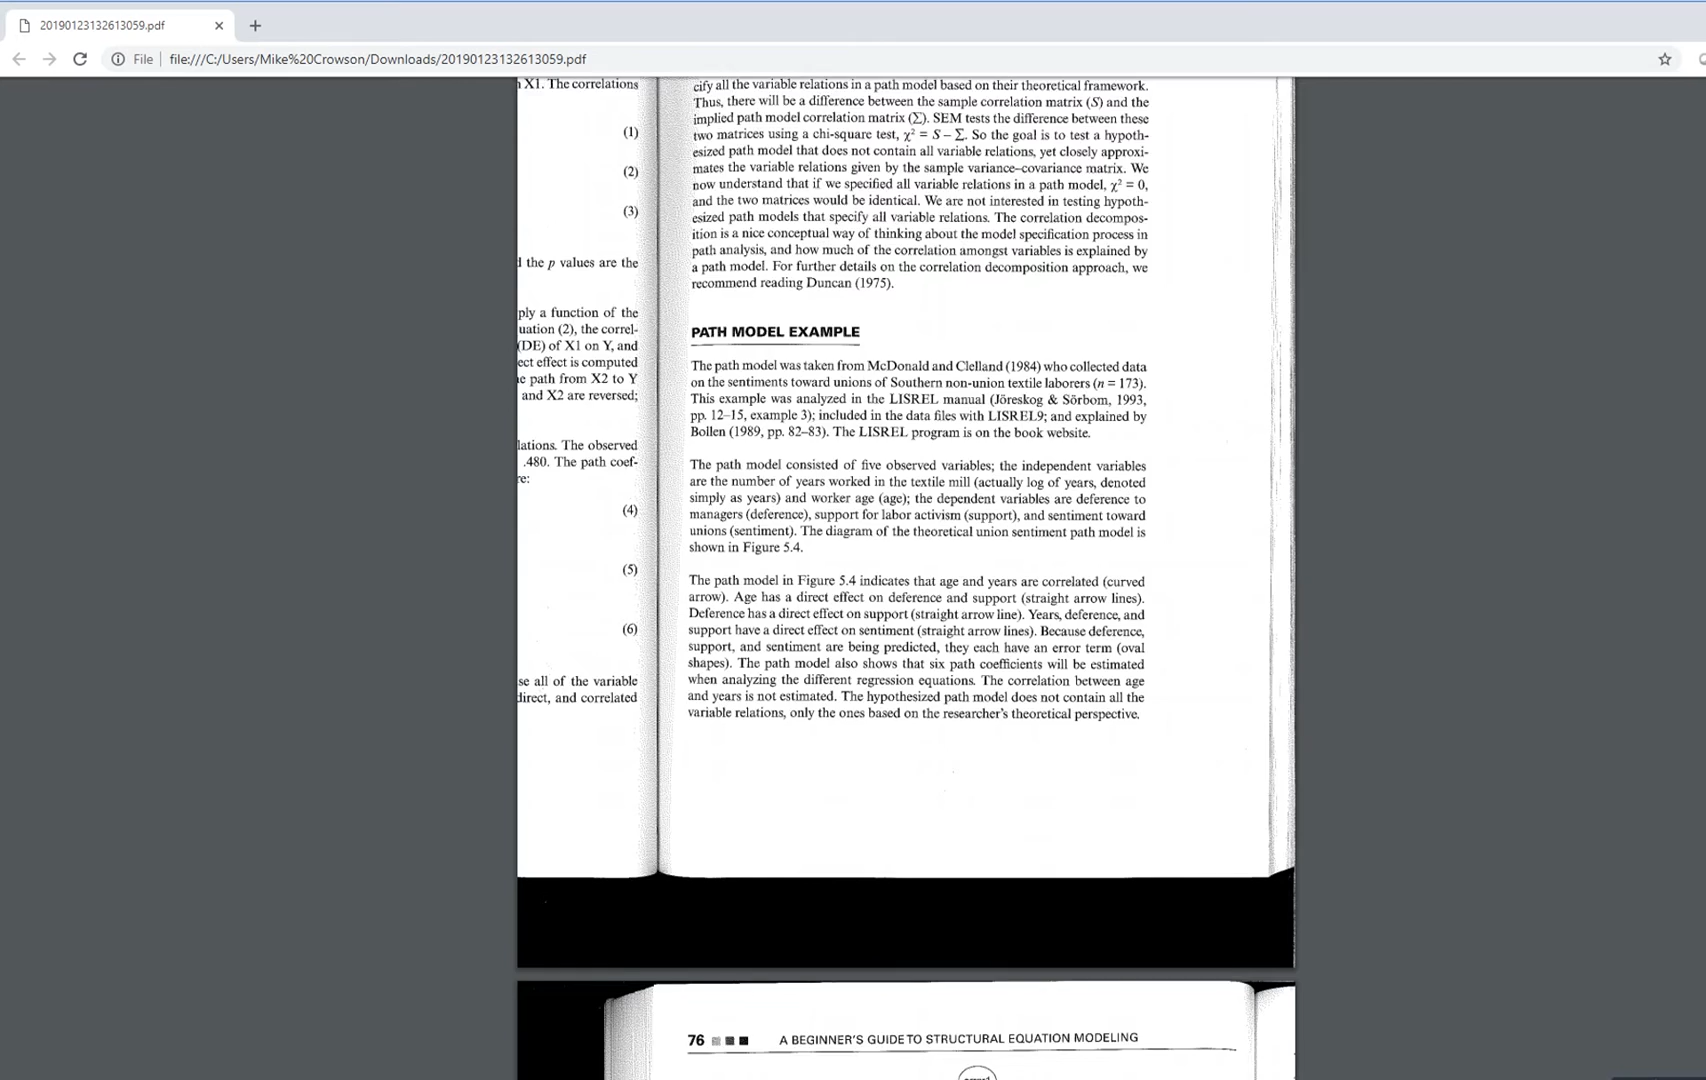 20190123132613059.pdf
File
file:///C:/Users/Mike%20Crowson/Downloads/20190123132613059.pdf
X1. The correlations
(1)
(2)
(3)
the p values are the
ply a function of the
uation (2), the correl-
(DE) of X1 on Y, and
ect effect is computed
e path from X2 to Y
and X2 are reversed;
lations. The observed
.480. The path coef-
re:
(4)
(5)
(6)
se all of the variable
direct, and correlated
cify all the variable relations in a path model based on their theoretical framework.
Thus, there will be a difference between the sample correlation matrix (S) and the
implied path model correlation matrix (Σ). SEM tests the difference between these
two matrices using a chi-square test, χ² = S – Σ. So the goal is to test a hypoth-
esized path model that does not contain all variable relations, yet closely approxi-
mates the variable relations given by the sample variance–covariance matrix. We
now understand that if we specified all variable relations in a path model, χ² = 0,
and the two matrices would be identical. We are not interested in testing hypoth-
esized path models that specify all variable relations. The correlation decompos-
ition is a nice conceptual way of thinking about the model specification process in
path analysis, and how much of the correlation amongst variables is explained by
a path model. For further details on the correlation decomposition approach, we
recommend reading Duncan (1975).
PATH MODEL EXAMPLE
The path model was taken from McDonald and Clelland (1984) who collected data
on the sentiments toward unions of Southern non-union textile laborers (n = 173).
This example was analyzed in the LISREL manual (Jöreskog & Sörbom, 1993,
pp. 12–15, example 3); included in the data files with LISREL9; and explained by
Bollen (1989, pp. 82–83). The LISREL program is on the book website.
The path model consisted of five observed variables; the independent variables
are the number of years worked in the textile mill (actually log of years, denoted
simply as years) and worker age (age); the dependent variables are deference to
managers (deference), support for labor activism (support), and sentiment toward
unions (sentiment). The diagram of the theoretical union sentiment path model is
shown in Figure 5.4.
The path model in Figure 5.4 indicates that age and years are correlated (curved
arrow). Age has a direct effect on deference and support (straight arrow lines).
Deference has a direct effect on support (straight arrow line). Years, deference, and
support have a direct effect on sentiment (straight arrow lines). Because deference,
support, and sentiment are being predicted, they each have an error term (oval
shapes). The path model also shows that six path coefficients will be estimated
when analyzing the different regression equations. The correlation between age
and years is not estimated. The hypothesized path model does not contain all the
variable relations, only the ones based on the researcher's theoretical perspective.
76 A BEGINNER'S GUIDE TO STRUCTURAL EQUATION MODELING